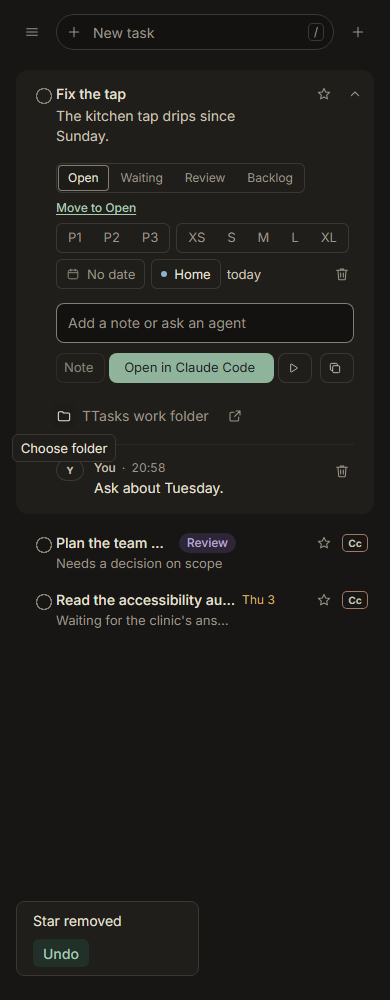 New task /
Fix the tap
The kitchen tap drips since
Sunday.
Open Waiting Review Backlog
Move to Open
P1 P2 P3 XS S M L XL
No date Home today
Add a note or ask an agent
Note Open in Claude Code
TTasks work folder
Choose folder
Y You · 20:58
Ask about Tuesday.
Plan the team ... Review Cc
Needs a decision on scope
Read the accessibility au... Thu 3 Cc
Waiting for the clinic's ans...
Star removed
Undo